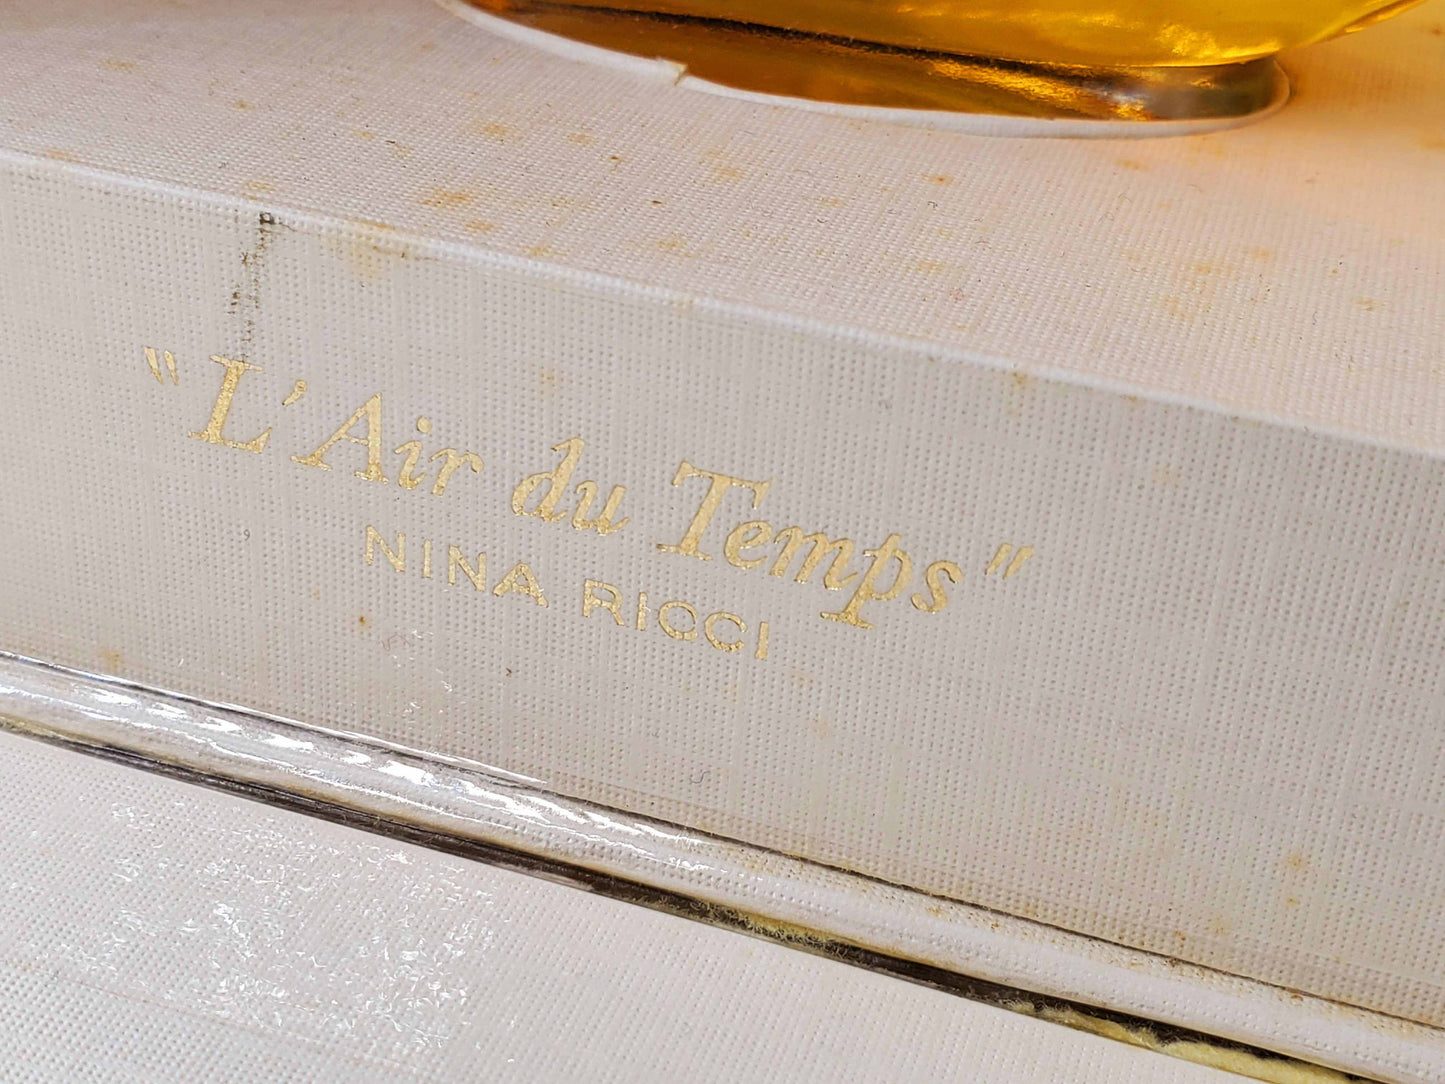 "L'Air du Temps"
NINA RICCI